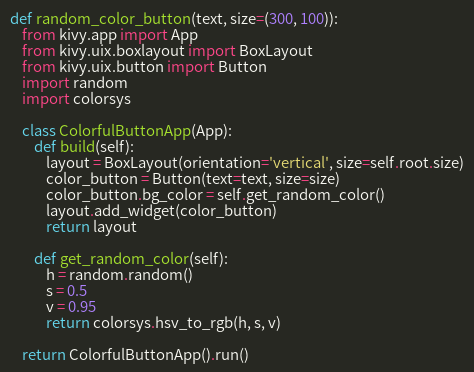 def random_color_button(text, size=(300, 100)):
    from kivy.app import App
    from kivy.uix.boxlayout import BoxLayout
    from kivy.uix.button import Button
    import random
    import colorsys

    class ColorfulButtonApp(App):
        def build(self):
            layout = BoxLayout(orientation='vertical', size=self.root.size)
            color_button = Button(text=text, size=size)
            color_button.bg_color = self.get_random_color()
            layout.add_widget(color_button)
            return layout

        def get_random_color(self):
            h = random.random()
            s = 0.5
            v = 0.95
            return colorsys.hsv_to_rgb(h, s, v)

    return ColorfulButtonApp().run()